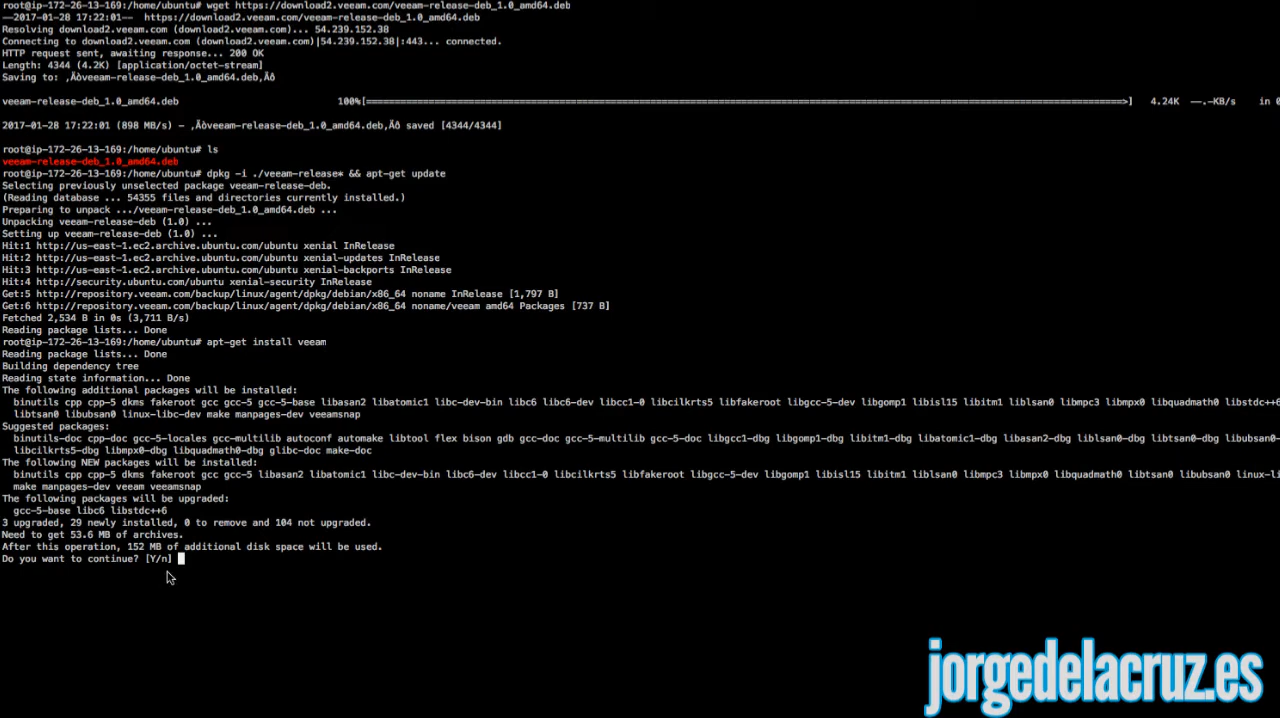 root@ip-172-26-13-169:/home/ubuntu# wget https://download2.veeam.com/veeam-release-deb_1.0_amd64.deb
--2017-01-28 17:22:01-- https://download2.veeam.com/veeam-release-deb_1.0_amd64.deb
Resolving download2.veeam.com (download2.veeam.com)... 54.239.152.38
Connecting to download2.veeam.com (download2.veeam.com)|54.239.152.38|:443... connected.
HTTP request sent, awaiting response... 200 OK
Length: 4344 (4.2K) [application/octet-stream]
Saving to: ‚Äòveeam-release-deb_1.0_amd64.deb‚Äô
veeam-release-deb_1.0_amd64.deb 100%[=====================================================================>] 4.24K --.-KB/s in 0
2017-01-28 17:22:01 (898 MB/s) - ‚Äòveeam-release-deb_1.0_amd64.deb‚Äô saved [4344/4344]
root@ip-172-26-13-169:/home/ubuntu# ls
veeam-release-deb_1.0_amd64.deb
root@ip-172-26-13-169:/home/ubuntu# dpkg -i ./veeam-release* && apt-get update
Selecting previously unselected package veeam-release-deb.
(Reading database ... 54355 files and directories currently installed.)
Preparing to unpack .../veeam-release-deb_1.0_amd64.deb ...
Unpacking veeam-release-deb (1.0) ...
Setting up veeam-release-deb (1.0) ...
Hit:1 http://us-east-1.ec2.archive.ubuntu.com/ubuntu xenial InRelease
Hit:2 http://us-east-1.ec2.archive.ubuntu.com/ubuntu xenial-updates InRelease
Hit:3 http://us-east-1.ec2.archive.ubuntu.com/ubuntu xenial-backports InRelease
Hit:4 http://security.ubuntu.com/ubuntu xenial-security InRelease
Get:5 http://repository.veeam.com/backup/linux/agent/dpkg/debian/x86_64 noname InRelease [1,797 B]
Get:6 http://repository.veeam.com/backup/linux/agent/dpkg/debian/x86_64 noname/veeam amd64 Packages [737 B]
Fetched 2,534 B in 0s (3,711 B/s)
Reading package lists... Done
root@ip-172-26-13-169:/home/ubuntu# apt-get install veeam
Reading package lists... Done
Building dependency tree
Reading state information... Done
The following additional packages will be installed:
binutils cpp cpp-5 dkms fakeroot gcc gcc-5 gcc-5-base libasan2 libatomic1 libc-dev-bin libc6 libc6-dev libcc1-0 libcilkrts5 libfakeroot libgcc-5-dev libgomp1 libisl15 libitm1 liblsan0 libmpc3 libmpx0 libquadmath0 libstdc++6
libtsan0 libubsan0 linux-libc-dev make manpages-dev veeamsnap
Suggested packages:
binutils-doc cpp-doc gcc-5-locales gcc-multilib autoconf automake libtool flex bison gdb gcc-doc gcc-5-multilib gcc-5-doc libgcc1-dbg libgomp1-dbg libitm1-dbg libatomic1-dbg libasan2-dbg liblsan0-dbg libtsan0-dbg libubsan0-
libcilkrts5-dbg libmpx0-dbg libquadmath0-dbg glibc-doc make-doc
The following NEW packages will be installed:
binutils cpp cpp-5 dkms fakeroot gcc gcc-5 libasan2 libatomic1 libc-dev-bin libc6-dev libcc1-0 libcilkrts5 libfakeroot libgcc-5-dev libgomp1 libisl15 libitm1 liblsan0 libmpc3 libmpx0 libquadmath0 libtsan0 libubsan0 linux-li
make manpages-dev veeam veeamsnap
The following packages will be upgraded:
gcc-5-base libc6 libstdc++6
3 upgraded, 29 newly installed, 0 to remove and 104 not upgraded.
Need to get 53.6 MB of archives.
After this operation, 152 MB of additional disk space will be used.
Do you want to continue? [Y/n]
jorgedelacruz.es